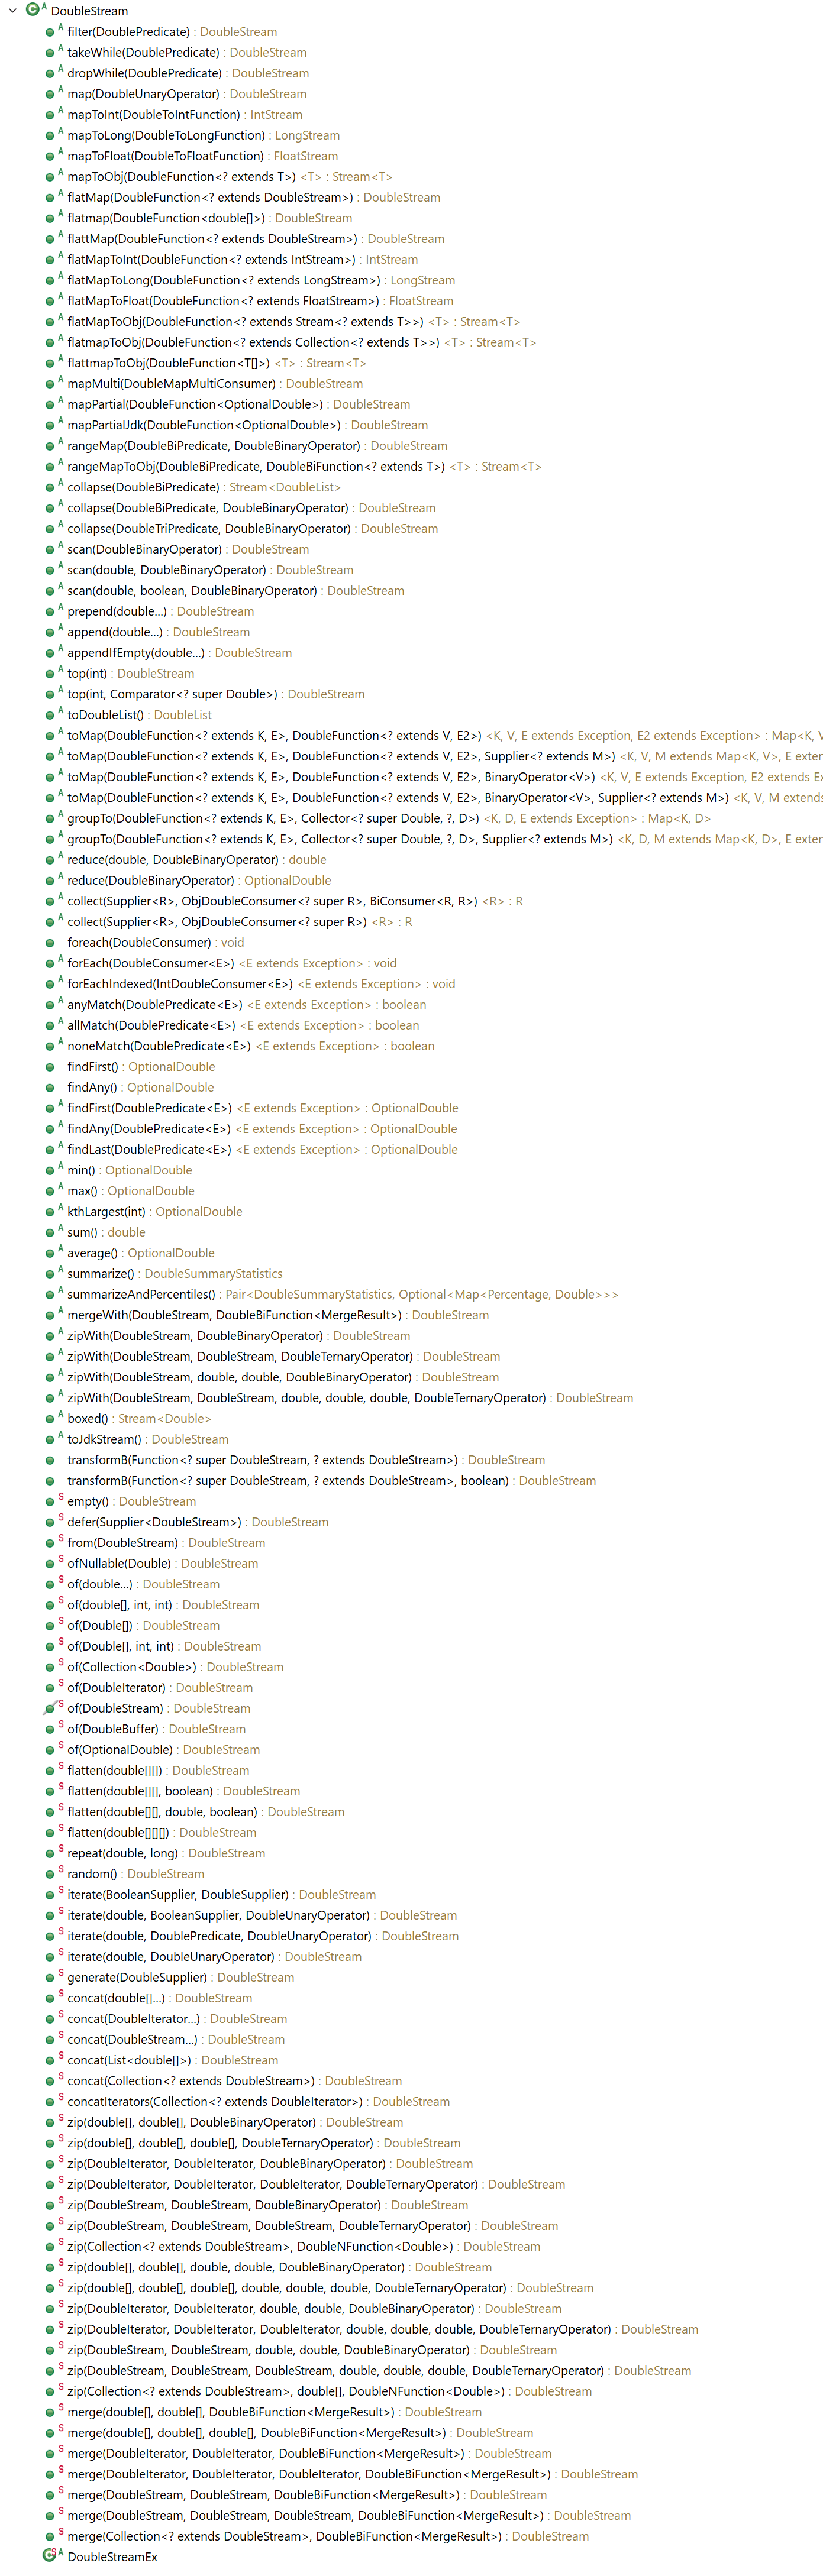 DoubleStream
A filter(DoublePredicate) : DoubleStream
A takeWhile(DoublePredicate) : DoubleStream
A dropWhile(DoublePredicate) : DoubleStream
A map(DoubleUnaryOperator) : DoubleStream
A mapToInt(DoubleToIntFunction) : IntStream
A mapToLong(DoubleToLongFunction) : LongStream
A mapToFloat(DoubleToFloatFunction) : FloatStream
A mapToObj(DoubleFunction<? extends T>) <T> : Stream<T>
A flatMap(DoubleFunction<? extends DoubleStream>) : DoubleStream
A flatmap(DoubleFunction<double[]>) : DoubleStream
A flattMap(DoubleFunction<? extends DoubleStream>) : DoubleStream
A flatMapToInt(DoubleFunction<? extends IntStream>) : IntStream
A flatMapToLong(DoubleFunction<? extends LongStream>) : LongStream
A flatMapToFloat(DoubleFunction<? extends FloatStream>) : FloatStream
A flatMapToObj(DoubleFunction<? extends Stream<? extends T>>) <T> : Stream<T>
A flatmapToObj(DoubleFunction<? extends Collection<? extends T>>) <T> : Stream<T>
A flattmapToObj(DoubleFunction<T[]>) <T> : Stream<T>
A mapMulti(DoubleMapMultiConsumer) : DoubleStream
A mapPartial(DoubleFunction<OptionalDouble>) : DoubleStream
A mapPartialJdk(DoubleFunction<OptionalDouble>) : DoubleStream
A rangeMap(DoubleBiPredicate, DoubleBinaryOperator) : DoubleStream
A rangeMapToObj(DoubleBiPredicate, DoubleBiFunction<? extends T>) <T> : Stream<T>
A collapse(DoubleBiPredicate) : Stream<DoubleList>
A collapse(DoubleBiPredicate, DoubleBinaryOperator) : DoubleStream
A collapse(DoubleTriPredicate, DoubleBinaryOperator) : DoubleStream
A scan(DoubleBinaryOperator) : DoubleStream
A scan(double, DoubleBinaryOperator) : DoubleStream
A scan(double, boolean, DoubleBinaryOperator) : DoubleStream
A prepend(double...) : DoubleStream
A append(double...) : DoubleStream
A appendIfEmpty(double...) : DoubleStream
A top(int) : DoubleStream
A top(int, Comparator<? super Double>) : DoubleStream
A toDoubleList() : DoubleList
A toMap(DoubleFunction<? extends K, E>, DoubleFunction<? extends V, E2>) <K, V, E extends Exception, E2 extends Exception> : Map<K, V
A toMap(DoubleFunction<? extends K, E>, DoubleFunction<? extends V, E2>, Supplier<? extends M>) <K, V, M extends Map<K, V>, E exter
A toMap(DoubleFunction<? extends K, E>, DoubleFunction<? extends V, E2>, BinaryOperator<V>) <K, V, E extends Exception, E2 extends Ex
A toMap(DoubleFunction<? extends K, E>, DoubleFunction<? extends V, E2>, BinaryOperator<V>, Supplier<? extends M>) <K, V, M extends
A groupTo(DoubleFunction<? extends K, E>, Collector<? super Double, ?, D>) <K, D, E extends Exception> : Map<K, D>
A groupTo(DoubleFunction<? extends K, E>, Collector<? super Double, ?, D>, Supplier<? extends M>) <K, D, M extends Map<K, D>, E exter
A reduce(double, DoubleBinaryOperator) : double
A reduce(DoubleBinaryOperator) : OptionalDouble
A collect(Supplier<R>, ObjDoubleConsumer<? super R>, BiConsumer<R, R>) <R> : R
A collect(Supplier<R>, ObjDoubleConsumer<? super R>) <R> : R
foreach(DoubleConsumer) : void
A forEach(DoubleConsumer<E>) <E extends Exception> : void
A forEachIndexed(IntDoubleConsumer<E>) <E extends Exception> : void
A anyMatch(DoublePredicate<E>) <E extends Exception> : boolean
A allMatch(DoublePredicate<E>) <E extends Exception> : boolean
A noneMatch(DoublePredicate<E>) <E extends Exception> : boolean
findFirst() : OptionalDouble
findAny() : OptionalDouble
A findFirst(DoublePredicate<E>) <E extends Exception> : OptionalDouble
A findAny(DoublePredicate<E>) <E extends Exception> : OptionalDouble
A findLast(DoublePredicate<E>) <E extends Exception> : OptionalDouble
A min() : OptionalDouble
A max() : OptionalDouble
A kthLargest(int) : OptionalDouble
A sum() : double
A average() : OptionalDouble
A summarize() : DoubleSummaryStatistics
A summarizeAndPercentiles() : Pair<DoubleSummaryStatistics, Optional<Map<Percentage, Double>>>
A mergeWith(DoubleStream, DoubleBiFunction<MergeResult>) : DoubleStream
A zipWith(DoubleStream, DoubleBinaryOperator) : DoubleStream
A zipWith(DoubleStream, DoubleStream, DoubleTernaryOperator) : DoubleStream
A zipWith(DoubleStream, double, double, DoubleBinaryOperator) : DoubleStream
A zipWith(DoubleStream, DoubleStream, double, double, double, DoubleTernaryOperator) : DoubleStream
A boxed() : Stream<Double>
A toJdkStream() : DoubleStream
transformB(Function<? super DoubleStream, ? extends DoubleStream>) : DoubleStream
transformB(Function<? super DoubleStream, ? extends DoubleStream>, boolean) : DoubleStream
S empty() : DoubleStream
S defer(Supplier<DoubleStream>) : DoubleStream
S from(DoubleStream) : DoubleStream
S ofNullable(Double) : DoubleStream
S of(double...) : DoubleStream
S of(double[], int, int) : DoubleStream
S of(Double[]) : DoubleStream
S of(Double[], int, int) : DoubleStream
S of(Collection<Double>) : DoubleStream
S of(DoubleIterator) : DoubleStream
S of(DoubleStream) : DoubleStream
S of(DoubleBuffer) : DoubleStream
S of(OptionalDouble) : DoubleStream
S flatten(double[][]) : DoubleStream
S flatten(double[][], boolean) : DoubleStream
S flatten(double[][], double, boolean) : DoubleStream
S flatten(double[][][]) : DoubleStream
S repeat(double, long) : DoubleStream
S random() : DoubleStream
S iterate(BooleanSupplier, DoubleSupplier) : DoubleStream
S iterate(double, BooleanSupplier, DoubleUnaryOperator) : DoubleStream
S iterate(double, DoublePredicate, DoubleUnaryOperator) : DoubleStream
S iterate(double, DoubleUnaryOperator) : DoubleStream
S generate(DoubleSupplier) : DoubleStream
S concat(double[]...) : DoubleStream
S concat(DoubleIterator...) : DoubleStream
S concat(DoubleStream...) : DoubleStream
S concat(List<double[]>) : DoubleStream
S concat(Collection<? extends DoubleStream>) : DoubleStream
S concatIterators(Collection<? extends DoubleIterator>) : DoubleStream
S zip(double[], double[], DoubleBinaryOperator) : DoubleStream
S zip(double[], double[], double[], DoubleTernaryOperator) : DoubleStream
S zip(DoubleIterator, DoubleIterator, DoubleBinaryOperator) : DoubleStream
S zip(DoubleIterator, DoubleIterator, DoubleIterator, DoubleTernaryOperator) : DoubleStream
S zip(DoubleStream, DoubleStream, DoubleBinaryOperator) : DoubleStream
S zip(DoubleStream, DoubleStream, DoubleStream, DoubleTernaryOperator) : DoubleStream
S zip(Collection<? extends DoubleStream>, DoubleNFunction<Double>) : DoubleStream
S zip(double[], double[], double, double, DoubleBinaryOperator) : DoubleStream
S zip(double[], double[], double[], double, double, double, DoubleTernaryOperator) : DoubleStream
S zip(DoubleIterator, DoubleIterator, double, double, DoubleBinaryOperator) : DoubleStream
S zip(DoubleIterator, DoubleIterator, DoubleIterator, double, double, double, DoubleTernaryOperator) : DoubleStream
S zip(DoubleStream, DoubleStream, double, double, DoubleBinaryOperator) : DoubleStream
S zip(DoubleStream, DoubleStream, DoubleStream, double, double, double, DoubleTernaryOperator) : DoubleStream
S zip(Collection<? extends DoubleStream>, double[], DoubleNFunction<Double>) : DoubleStream
S merge(double[], double[], DoubleBiFunction<MergeResult>) : DoubleStream
S merge(double[], double[], double[], DoubleBiFunction<MergeResult>) : DoubleStream
S merge(DoubleIterator, DoubleIterator, DoubleBiFunction<MergeResult>) : DoubleStream
S merge(DoubleIterator, DoubleIterator, DoubleIterator, DoubleBiFunction<MergeResult>) : DoubleStream
S merge(DoubleStream, DoubleStream, DoubleBiFunction<MergeResult>) : DoubleStream
S merge(DoubleStream, DoubleStream, DoubleStream, DoubleBiFunction<MergeResult>) : DoubleStream
S merge(Collection<? extends DoubleStream>, DoubleBiFunction<MergeResult>) : DoubleStream
DoubleStreamEx